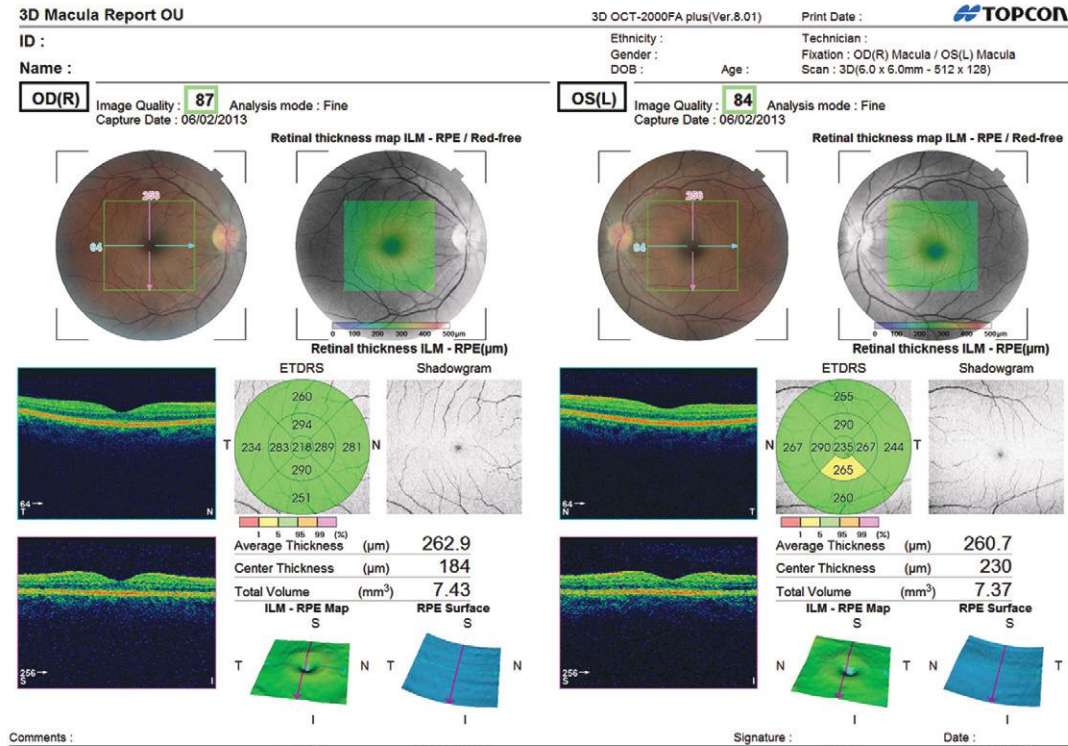 3D Macula Report OU
3D OCT-2000FA plus(Ver.8.01)
Print Date :
TOPCON
ID :
Ethnicity :
Technician :
Gender :
Fixation : OD(R) Macula / OS(L) Macula
Name :
DOB :
Age :
Scan : 3D(6.0 x 6.0mm - 512 x 128)
OD(R)
Image Quality : 87 Analysis mode : Fine
Capture Date : 06/02/2013
Retinal thickness map ILM - RPE / Red-free
256
64
0 100 200 300 400 500µm
Retinal thickness ILM - RPE(µm)
ETDRS
Shadowgram
260
294
T 234 283 218 289 281 N
290
251
64→
T N
1 5 95 99 (%)
Average Thickness (µm) 262.9
Center Thickness (µm) 184
Total Volume (mm³) 7.43
ILM - RPE Map
RPE Surface
S
T N T N
I I
256→
S I
OS(L)
Image Quality : 84 Analysis mode : Fine
Capture Date : 06/02/2013
Retinal thickness map ILM - RPE / Red-free
256
64
0 100 200 300 400 500µm
Retinal thickness ILM - RPE(µm)
ETDRS
Shadowgram
255
290
N 267 290 235 267 244 T
265
260
64→
N T
1 5 95 99 (%)
Average Thickness (µm) 260.7
Center Thickness (µm) 230
Total Volume (mm³) 7.37
ILM - RPE Map
RPE Surface
S
N T N T
I I
256→
S I
Comments :
Signature :
Date :